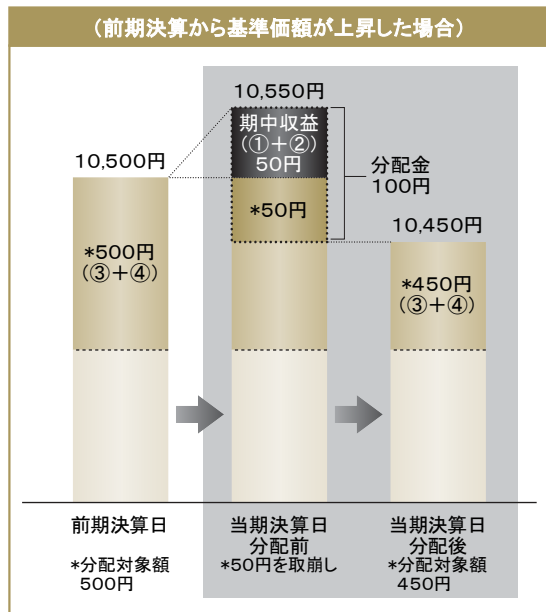 (前期決算から基準価額が上昇した場合)
10,550円
期中収益
(①+②)
50円
10,500円
分配金
100円
*50円
10,450円
*500円
(③+④)
*450円
(③+④)
前期決算日
*分配対象額
500円
当期決算日
分配前
*50円を取崩し
当期決算日
分配後
*分配対象額
450円